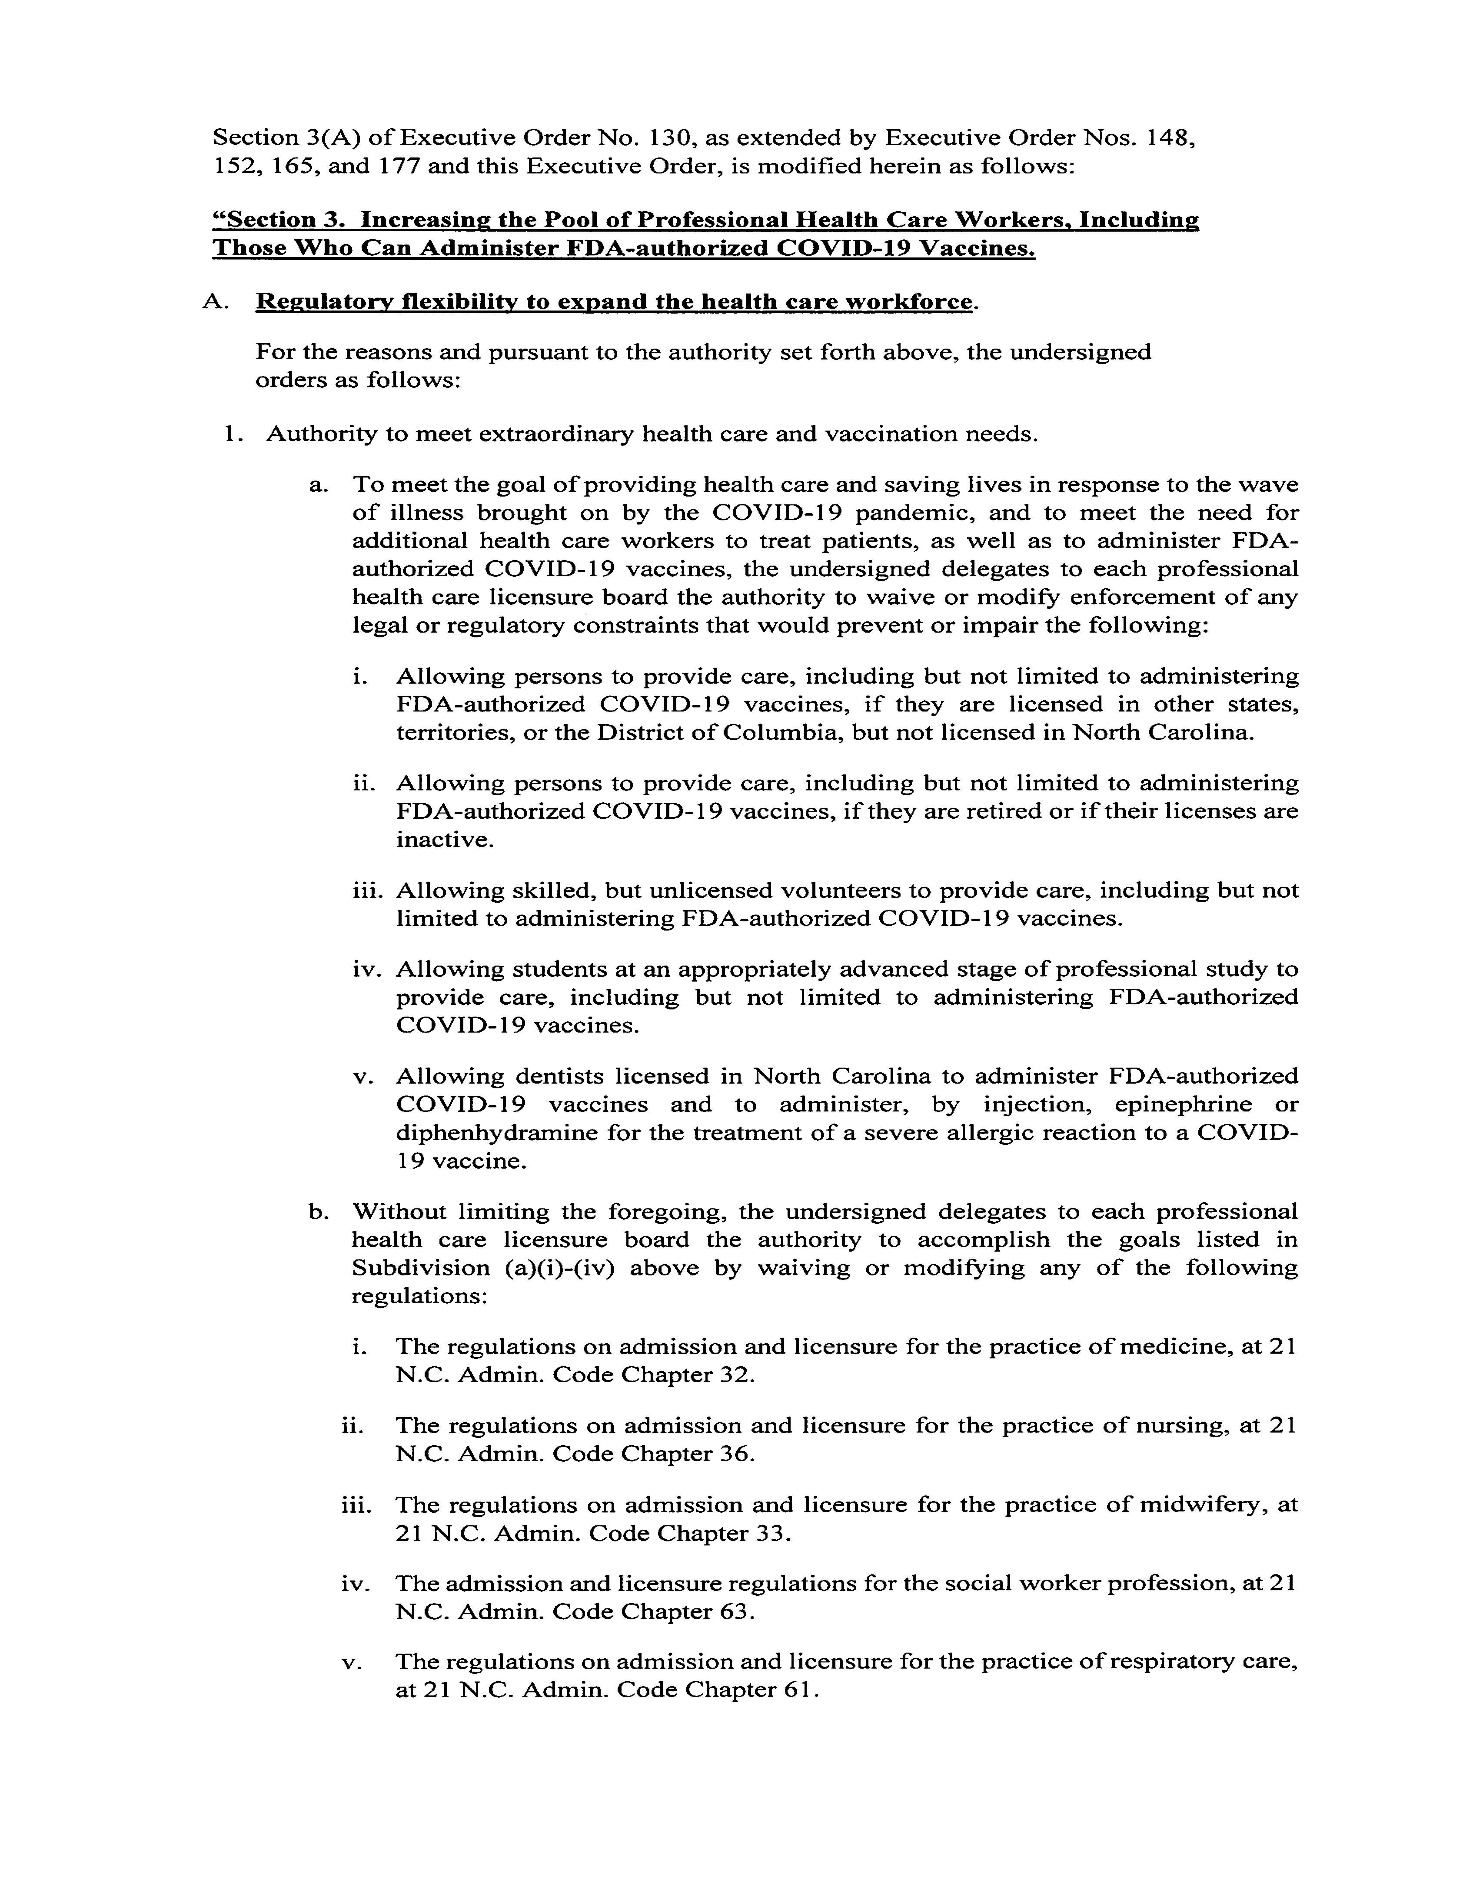 Section 3(A) of Executive Order No. 130, as extended by Executive Order Nos. 148,
152, 165, and 177 and this Executive Order, is modified herein as follows:
“Section 3. Increasing the Pool of Professional Health Care Workers, Including
Those Who Can Administer FDA-authorized COVID-19 Vaccines.
A. Regulatory flexibility to expand the health care workforce.
For the reasons and pursuant to the authority set forth above, the undersigned
orders as follows:
1. Authority to meet extraordinary health care and vaccination needs.
a. To meet the goal of providing health care and saving lives in response to the wave
of illness brought on by the COVID-19 pandemic, and to meet the need for
additional health care workers to treat patients, as well as to administer FDA-
authorized COVID-19 vaccines, the undersigned delegates to each professional
health care licensure board the authority to waive or modify enforcement of any
legal or regulatory constraints that would prevent or impair the following:
i. Allowing persons to provide care, including but not limited to administering
FDA-authorized COVID-19 vaccines, if they are licensed in other states,
territories, or the District of Columbia, but not licensed in North Carolina.
ii. Allowing persons to provide care, including but not limited to administering
FDA-authorized COVID-19 vaccines, if they are retired or if their licenses are
inactive.
iii. Allowing skilled, but unlicensed volunteers to provide care, including but not
limited to administering FDA-authorized COVID-19 vaccines.
iv. Allowing students at an appropriately advanced stage of professional study to
provide care, including but not limited to administering FDA-authorized
COVID-19 vaccines.
v. Allowing dentists licensed in North Carolina to administer FDA-authorized
COVID-19 vaccines and to administer, by injection, epinephrine or
diphenhydramine for the treatment of a severe allergic reaction to a COVID-
19 vaccine.
b. Without limiting the foregoing, the undersigned delegates to each professional
health care licensure board the authority to accomplish the goals listed in
Subdivision (a)(i)-(iv) above by waiving or modifying any of the following
regulations:
i. The regulations on admission and licensure for the practice of medicine, at 21
N.C. Admin. Code Chapter 32.
ii. The regulations on admission and licensure for the practice of nursing, at 21
N.C. Admin. Code Chapter 36.
iii. The regulations on admission and licensure for the practice of midwifery, at
21 N.C. Admin. Code Chapter 33.
iv. The admission and licensure regulations for the social worker profession, at 21
N.C. Admin. Code Chapter 63.
v. The regulations on admission and licensure for the practice of respiratory care,
at 21 N.C. Admin. Code Chapter 61.